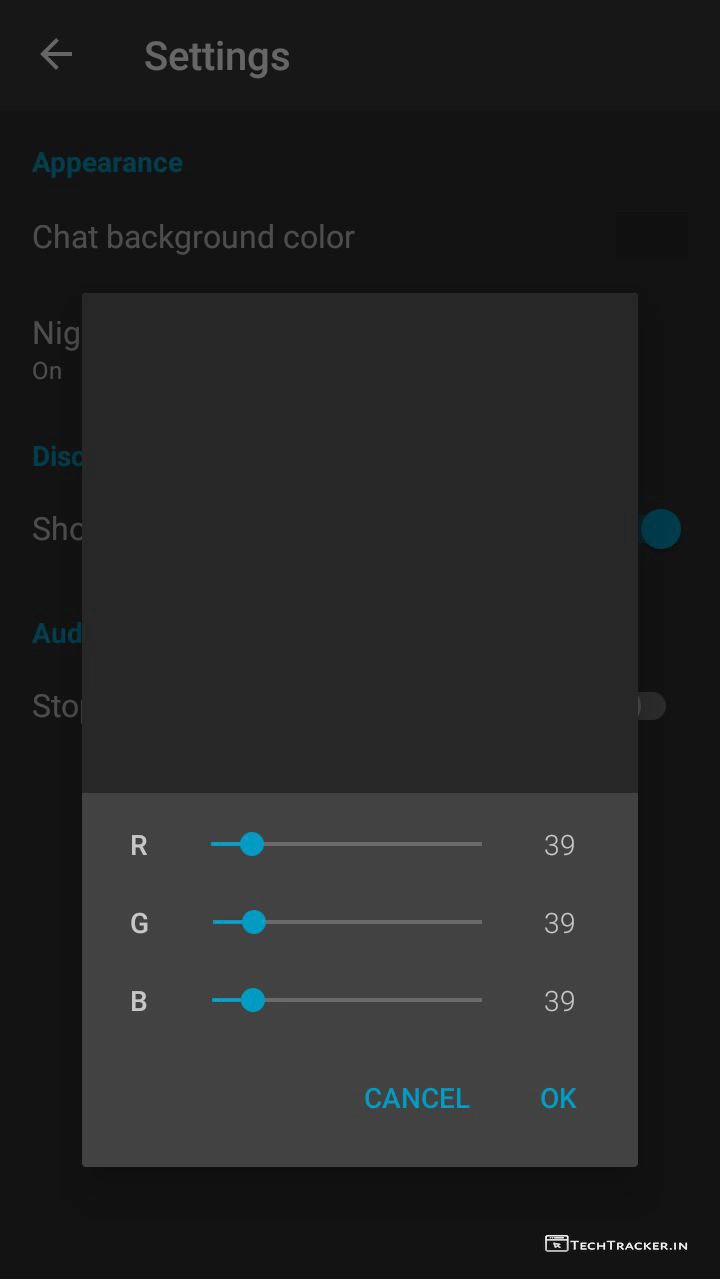 Settings
Appearance
Chat background color
Nig
On
Disc
Sho
Aud
Sto
R 39
G 39
B 39
CANCEL OK
TECHTRACKER.IN